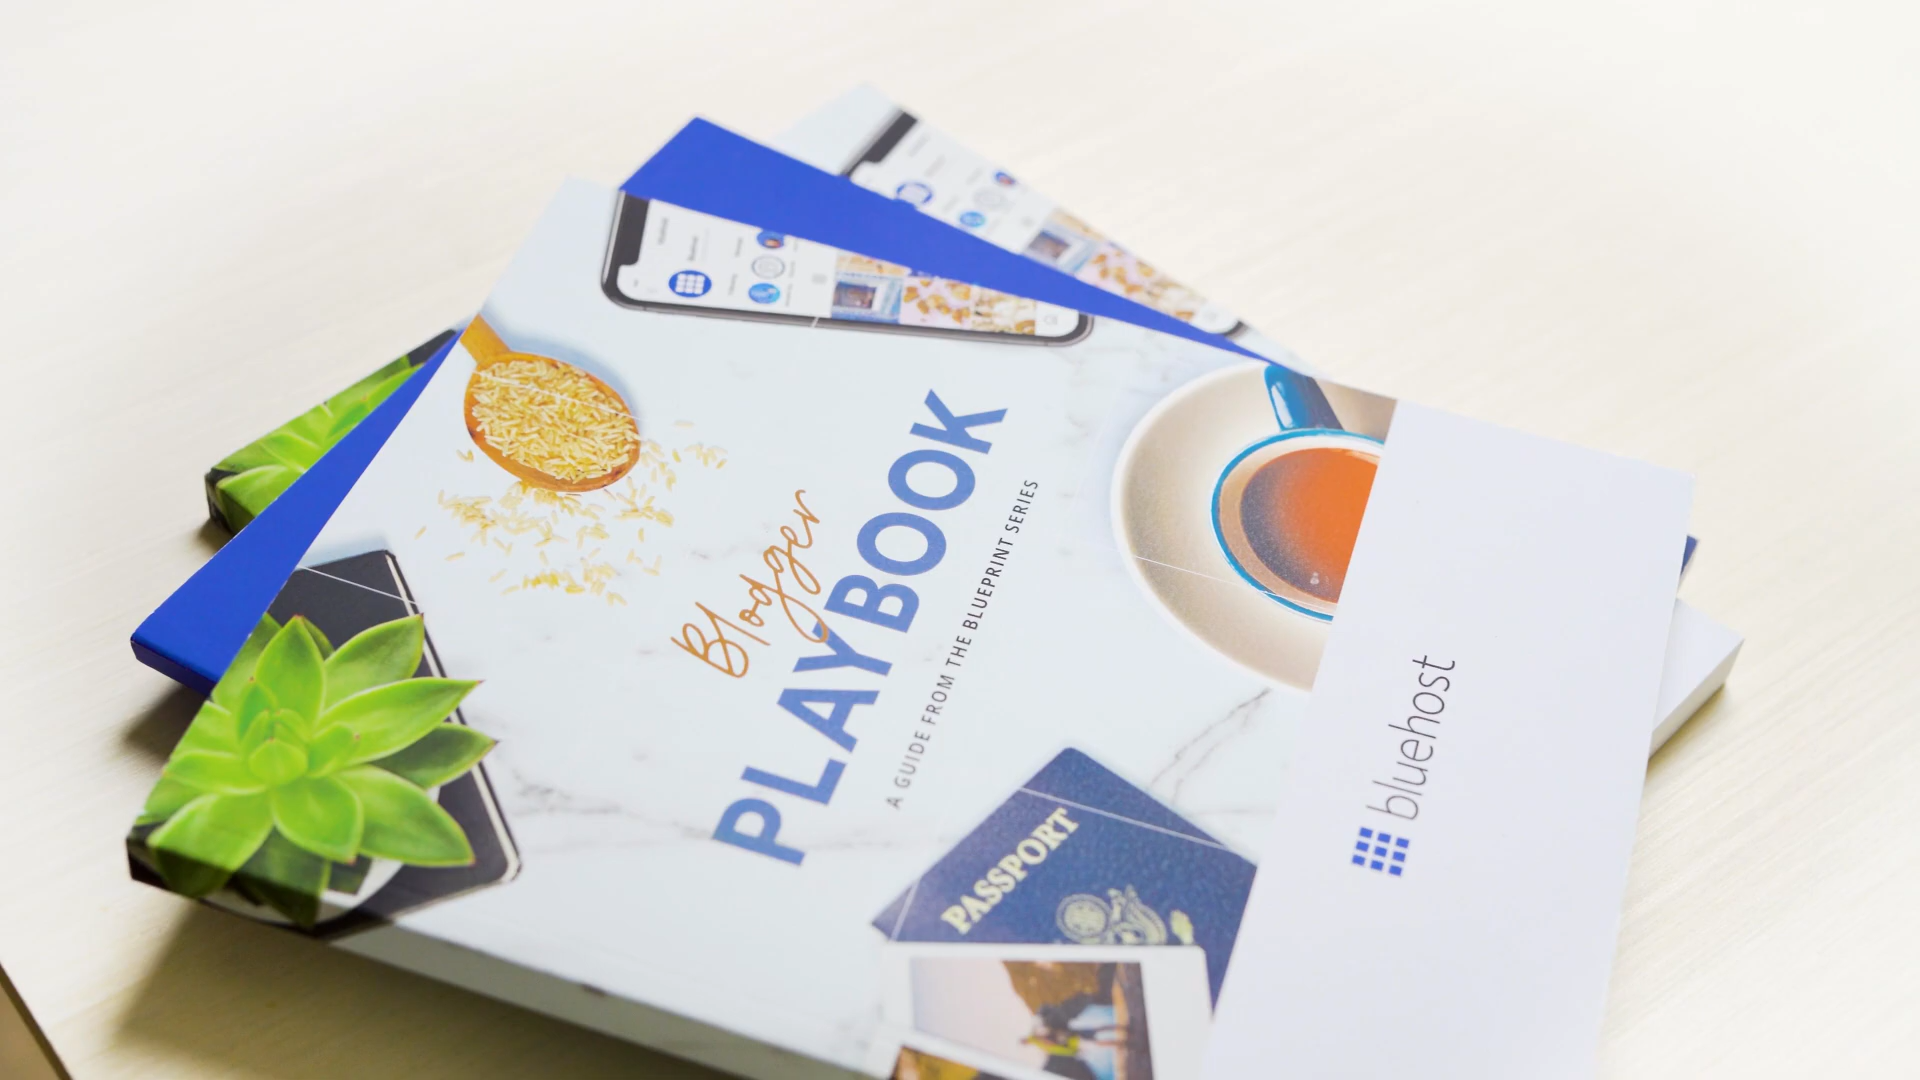 Blogger
PLAYBOOK
A GUIDE FROM THE BLUEPRINT SERIES
bluehost
PASSPORT